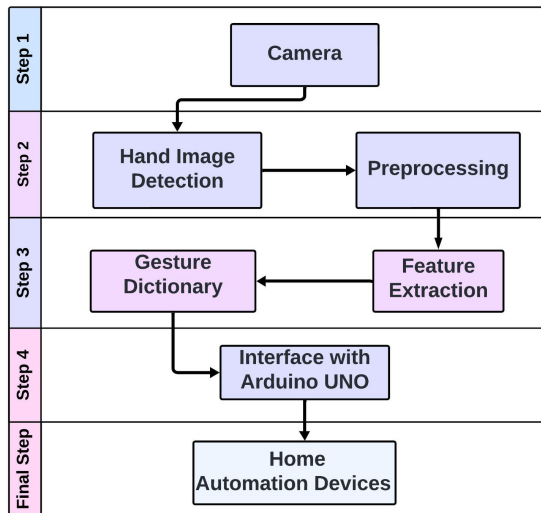 Step 1
Camera
Step 2
Hand Image
Detection
Preprocessing
Step 3
Gesture
Dictionary
Feature
Extraction
Step 4
Interface with
Arduino UNO
Final Step
Home
Automation Devices